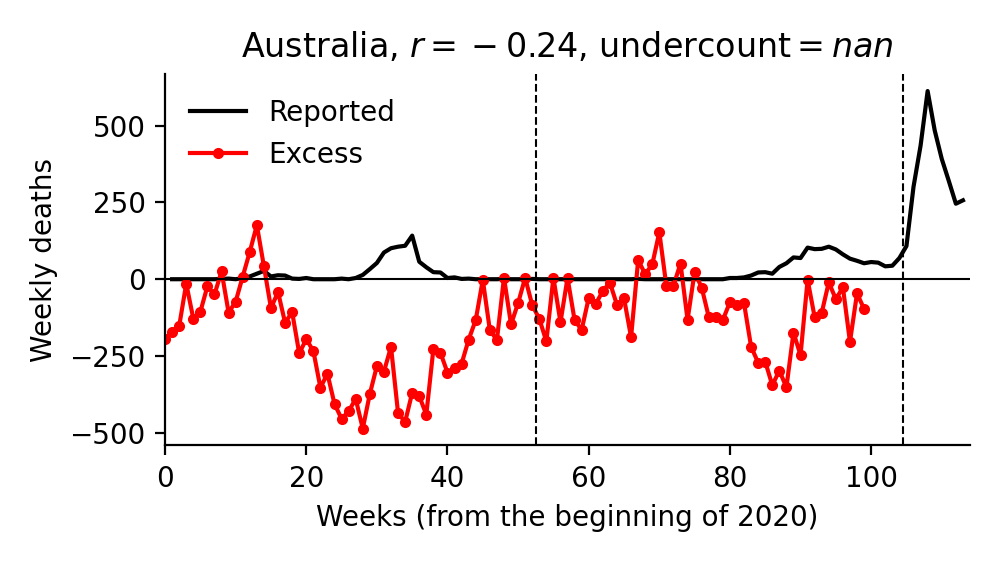 Australia, r = −0.24, undercount = nan
Reported
Excess
Weekly deaths
500
250
0
−250
−500
0 20 40 60 80 100
Weeks (from the beginning of 2020)